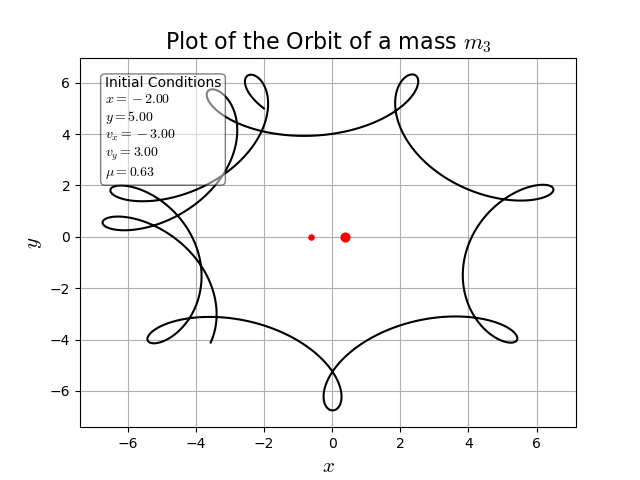 Plot of the Orbit of a mass m₃
Initial Conditions
x = −2.00
y = 5.00
vₓ = −3.00
v_y = 3.00
μ = 0.63
6
4
2
0
−2
−4
−6
y
−6 −4 −2 0 2 4 6
x